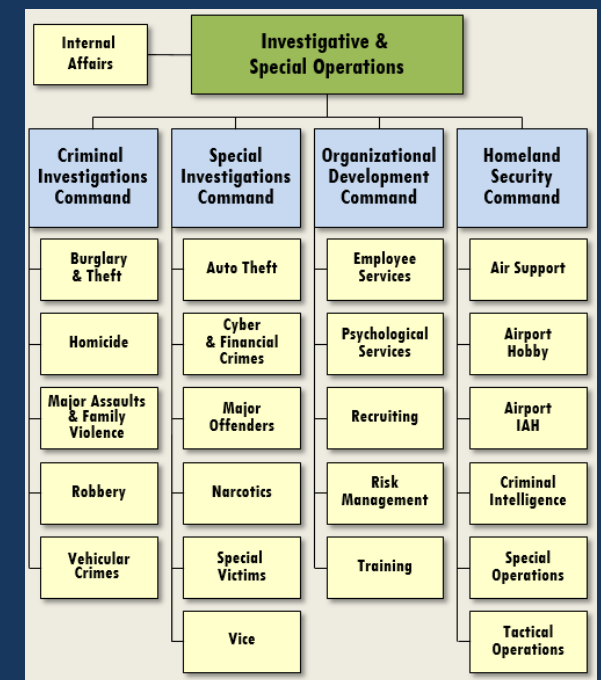 Internal
Affairs
Investigative &
Special Operations
Criminal
Investigations
Command
Special
Investigations
Command
Organizational
Development
Command
Homeland
Security
Command
Burglary
& Theft
Homicide
Major Assaults
& Family
Violence
Robbery
Vehicular
Crimes
Auto Theft
Cyber
& Financial
Crimes
Major
Offenders
Narcotics
Special
Victims
Vice
Employee
Services
Psychological
Services
Recruiting
Risk
Management
Training
Air Support
Airport
Hobby
Airport
IAH
Criminal
Intelligence
Special
Operations
Tactical
Operations